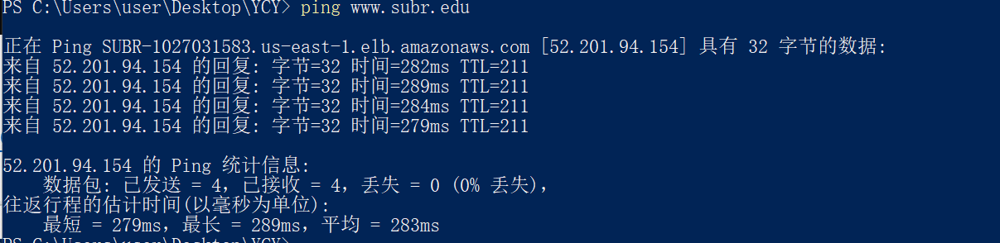 PS C:\Users\user\Desktop\YCY> ping www.subr.edu
正在 Ping SUBR-1027031583.us-east-1.elb.amazonaws.com [52.201.94.154] 具有 32 字节的数据:
来自 52.201.94.154 的回复: 字节=32 时间=282ms TTL=211
来自 52.201.94.154 的回复: 字节=32 时间=289ms TTL=211
来自 52.201.94.154 的回复: 字节=32 时间=284ms TTL=211
来自 52.201.94.154 的回复: 字节=32 时间=279ms TTL=211
52.201.94.154 的 Ping 统计信息:
数据包: 已发送 = 4，已接收 = 4，丢失 = 0 (0% 丢失)，
往返行程的估计时间(以毫秒为单位):
最短 = 279ms，最长 = 289ms，平均 = 283ms
PS C:\Users\user\Desktop\YCY>